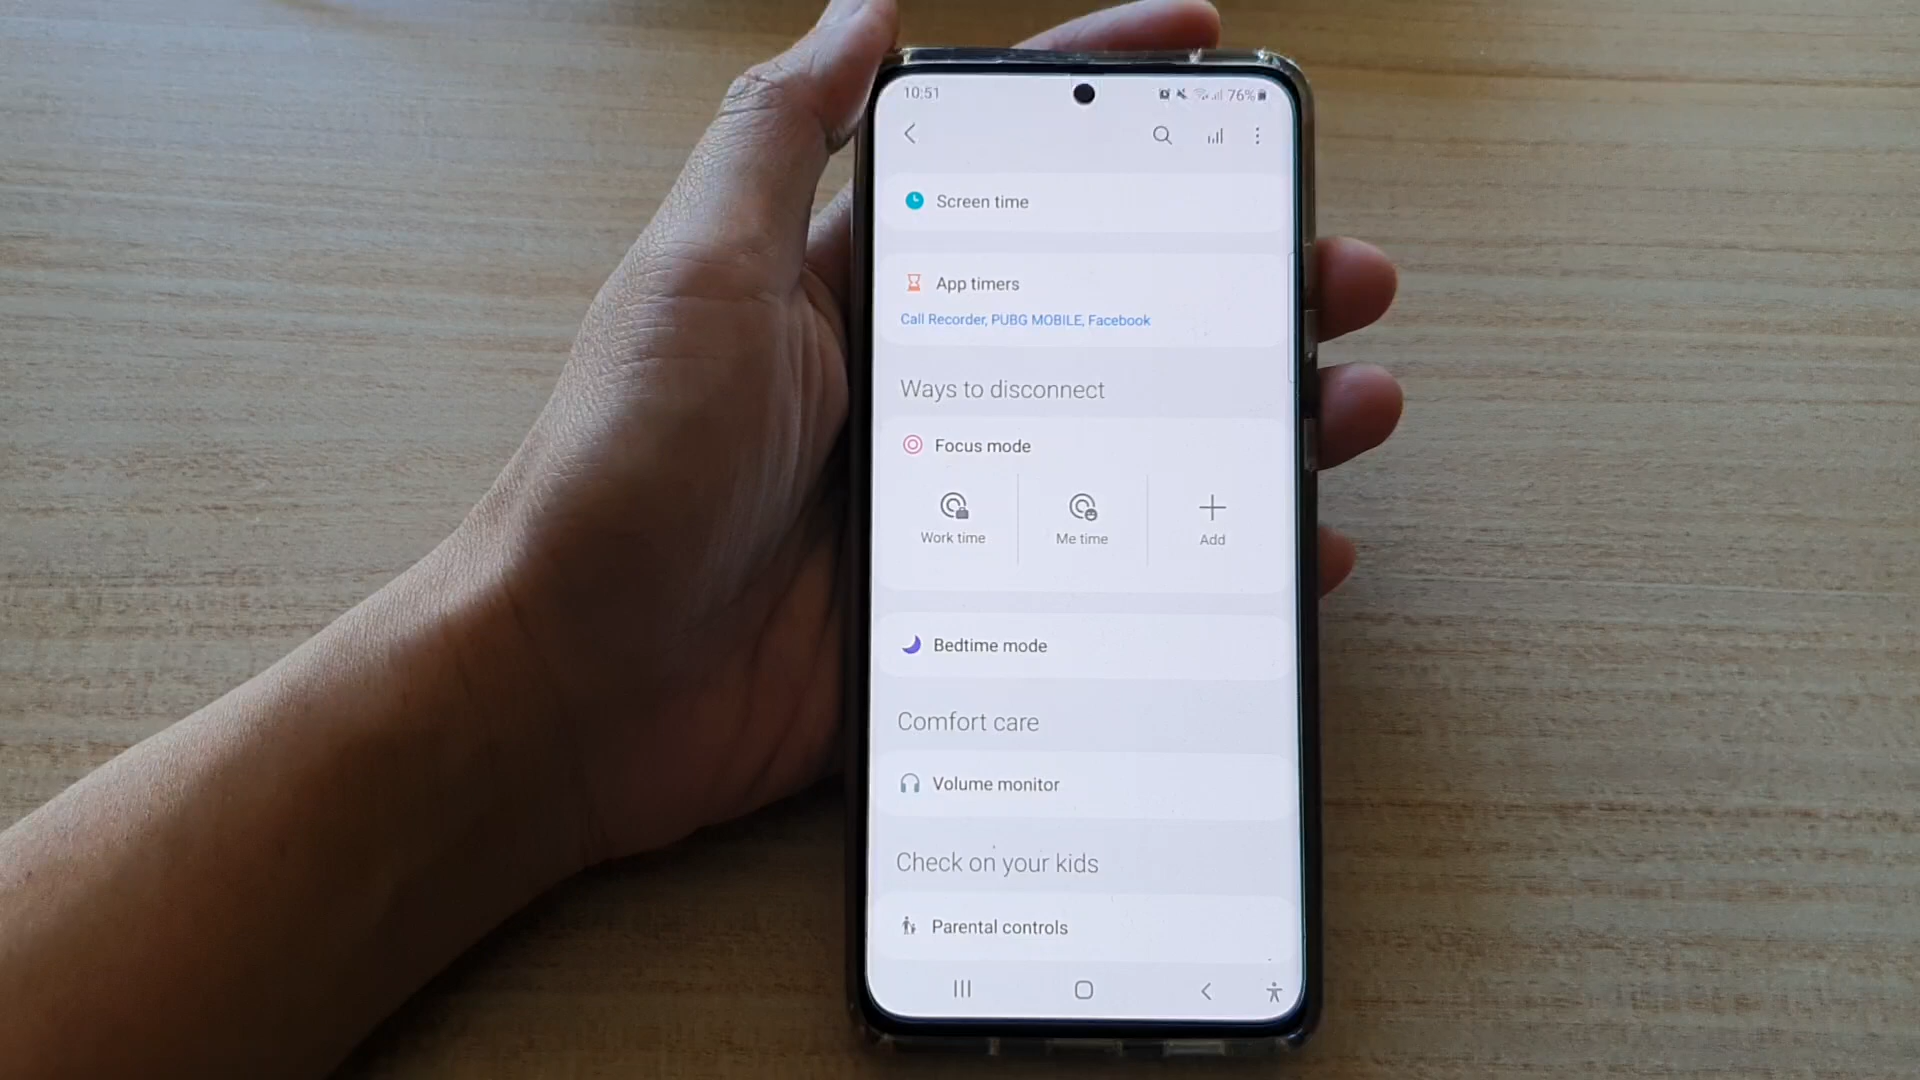 10:51
76%
Screen time
App timers
Call Recorder, PUBG MOBILE, Facebook
Ways to disconnect
Focus mode
Work time
Me time
Add
Bedtime mode
Comfort care
Volume monitor
Check on your kids
Parental controls